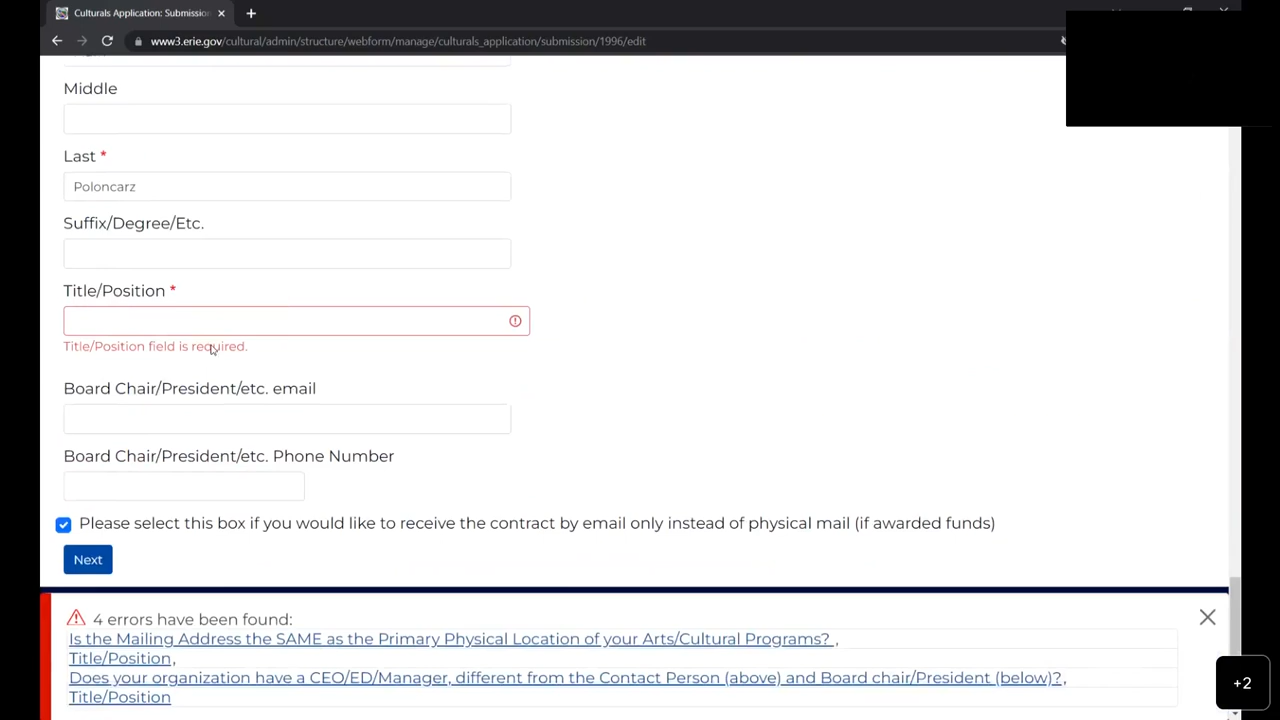 Culturals Application: Submission
www3.erie.gov/cultural/admin/structure/webform/manage/culturals_application/submission/1996/edit
Middle
Last *
Poloncarz
Suffix/Degree/Etc.
Title/Position *
Title/Position field is required.
Board Chair/President/etc. email
Board Chair/President/etc. Phone Number
Please select this box if you would like to receive the contract by email only instead of physical mail (if awarded funds)
Next
4 errors have been found:
Is the Mailing Address the SAME as the Primary Physical Location of your Arts/Cultural Programs? ,
Title/Position,
Does your organization have a CEO/ED/Manager, different from the Contact Person (above) and Board chair/President (below)?,
Title/Position
+2